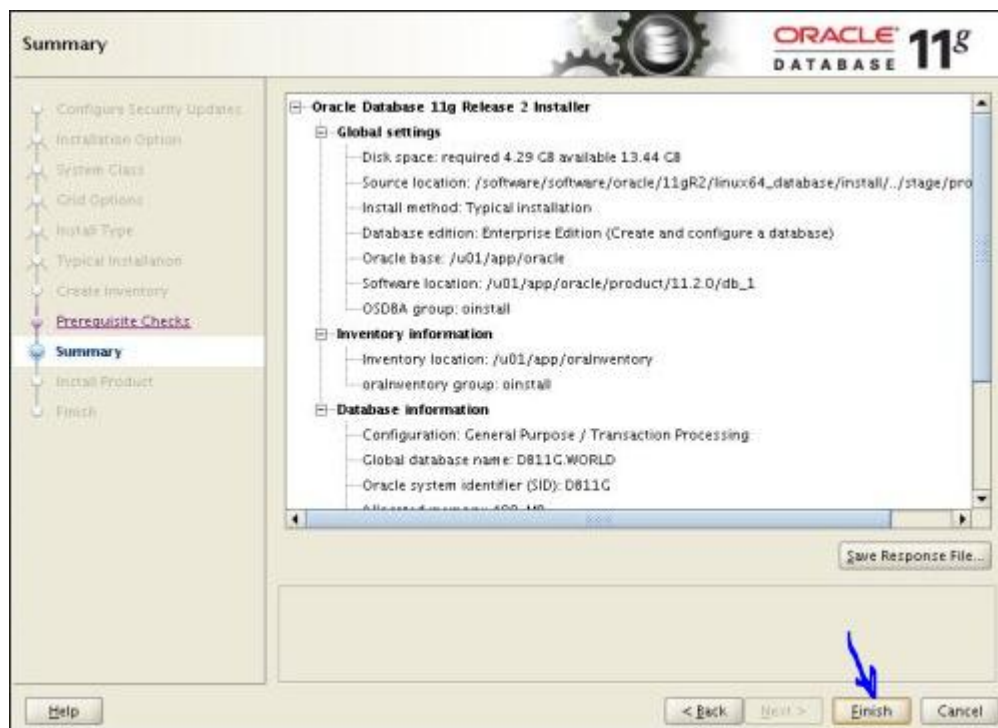 Summary
ORACLE
DATABASE
11g
Configure Security Updates
Installation Option
System Class
Grid Options
Install Type
Typical Installation
Create Inventory
Prerequisite Checks
Summary
Install Product
Finish
Oracle Database 11g Release 2 Installer
Global settings
Disk space: required 4.29 GB available 13.44 GB
Source location: /software/software/oracle/11gR2/linux64_database/install/../stage/pro
Install method: Typical installation
Database edition: Enterprise Edition (Create and configure a database)
Oracle base: /u01/app/oracle
Software location: /u01/app/oracle/product/11.2.0/db_1
OSDBA group: oinstall
Inventory information
Inventory location: /u01/app/oraInventory
oraInventory group: oinstall
Database information
Configuration: General Purpose / Transaction Processing
Global database name: DB11G.WORLD
Oracle system identifier (SID): DB11G
Save Response File...
Help
< Back
Next >
Finish
Cancel